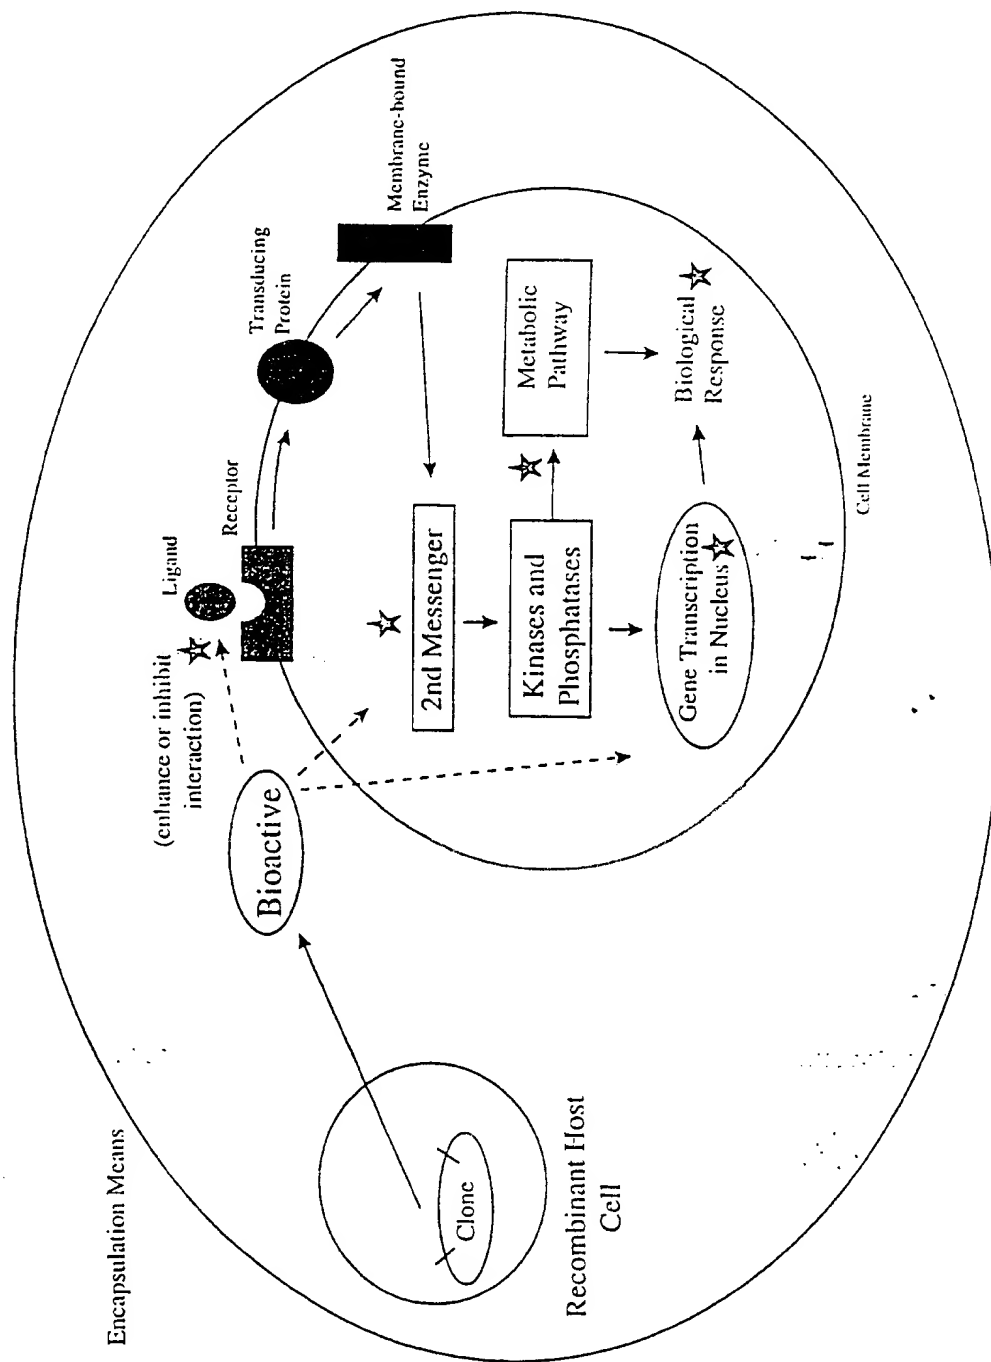 Encapsulation Means
(enhance or inhibit
interaction)
Ligand
Receptor
Transducing
Protein
Membrane-bound
Enzyme
Bioactive
2nd Messenger
Kinases and
Phosphatases
Metabolic
Pathway
Gene Transcription
in Nucleus
Biological
Response
Cell Membrane
Clone
Recombinant Host
Cell